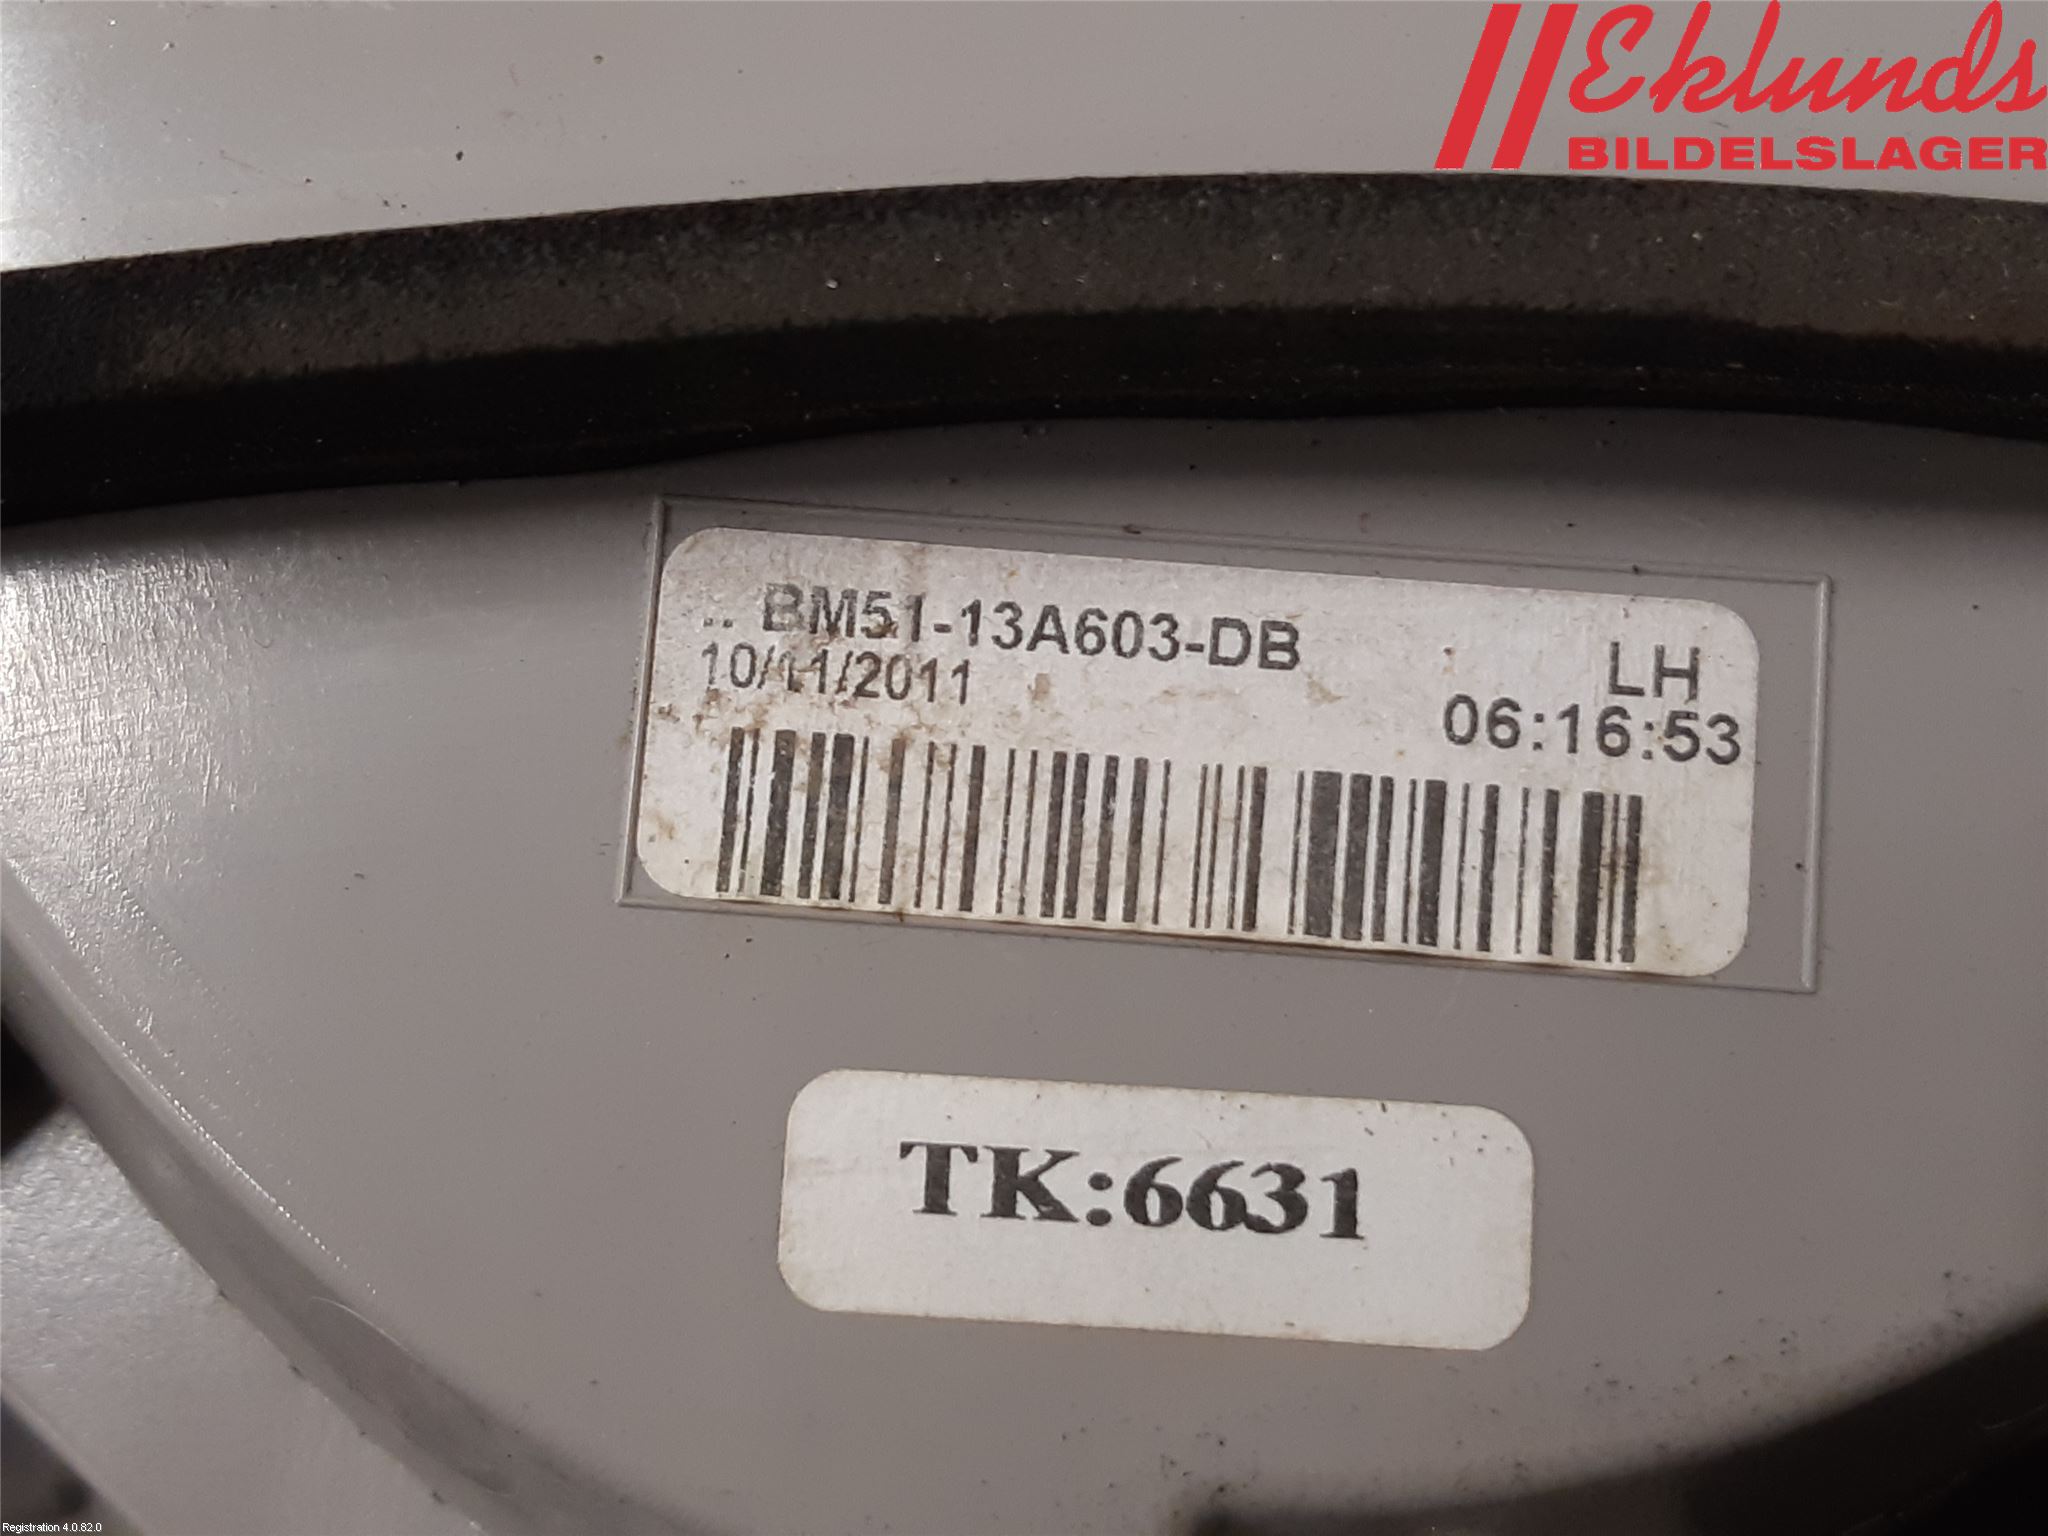 Eklunds
BILDELSLAGER
.. BM51-13A603-DB LH
10/11/2011 06:16:53
TK:6631
Registration 4.0.82.0